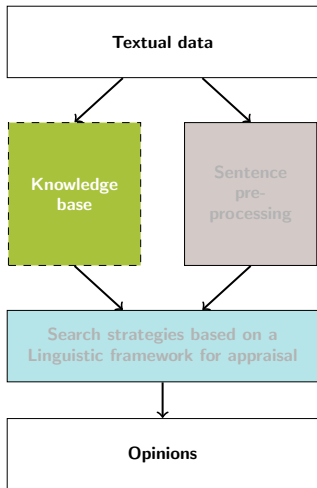 Textual data
Knowledge
base
Sentence
pre-
processing
Search strategies based on a
Linguistic framework for appraisal
Opinions